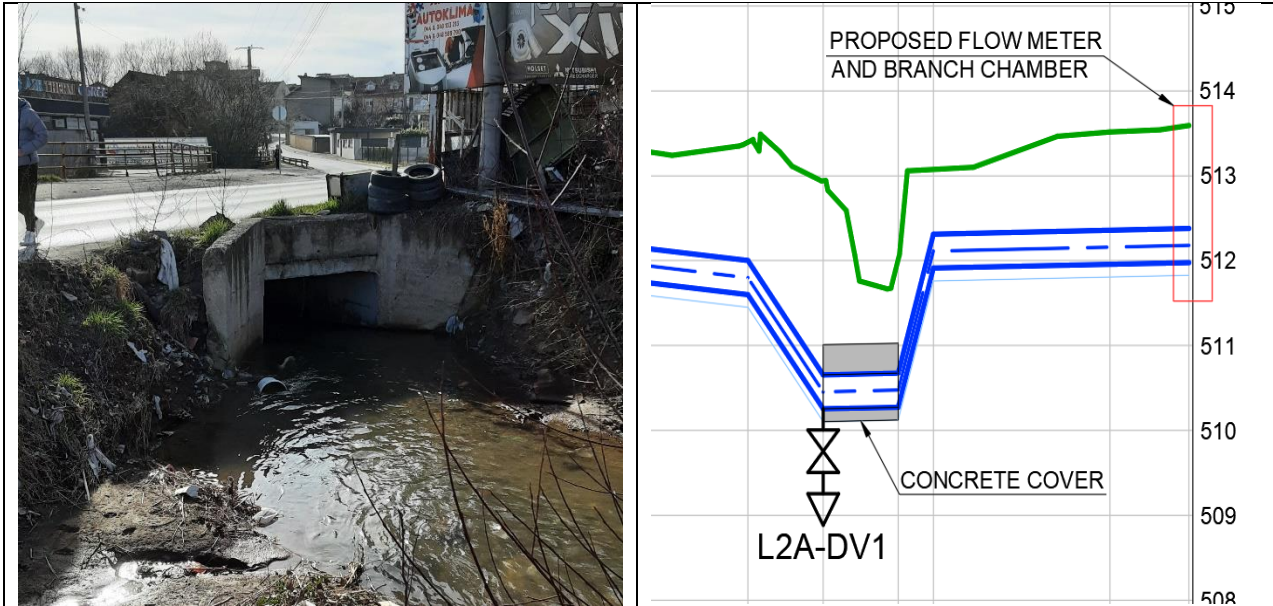 AUTOKLIMA
XW
PROPOSED FLOW METER
AND BRANCH CHAMBER
CONCRETE COVER
L2A-DV1
515
514
513
512
511
510
509
508